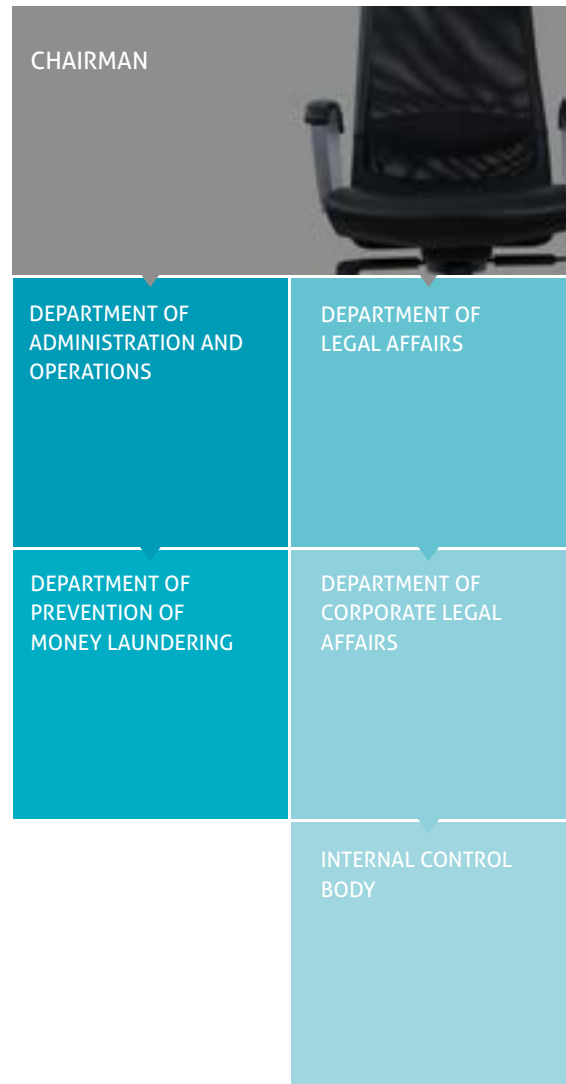 CHAIRMAN
DEPARTMENT OF
ADMINISTRATION AND
OPERATIONS
DEPARTMENT OF
LEGAL AFFAIRS
DEPARTMENT OF
PREVENTION OF
MONEY LAUNDERING
DEPARTMENT OF
CORPORATE LEGAL
AFFAIRS
INTERNAL CONTROL
BODY